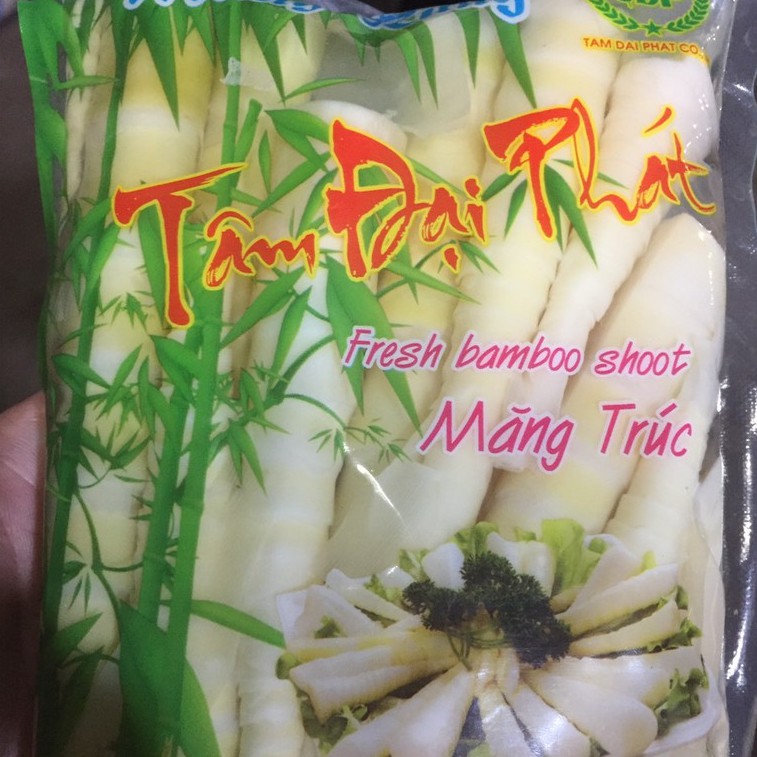 TAM DAI PHAT CO
Tâm Đại Phát
Fresh bamboo shoot
Măng Trúc